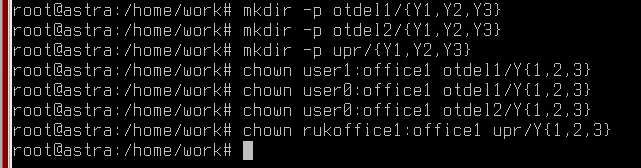 root@astra:/home/work# mkdir -p otdel1/{Y1,Y2,Y3}
root@astra:/home/work# mkdir -p otdel2/{Y1,Y2,Y3}
root@astra:/home/work# mkdir -p upr/{Y1,Y2,Y3}
root@astra:/home/work# chown user1:office1 otdel1/Y{1,2,3}
root@astra:/home/work# chown user0:office1 otdel1/Y{1,2,3}
root@astra:/home/work# chown user0:office1 otdel2/Y{1,2,3}
root@astra:/home/work# chown rukoffice1:office1 upr/Y{1,2,3}
root@astra:/home/work#